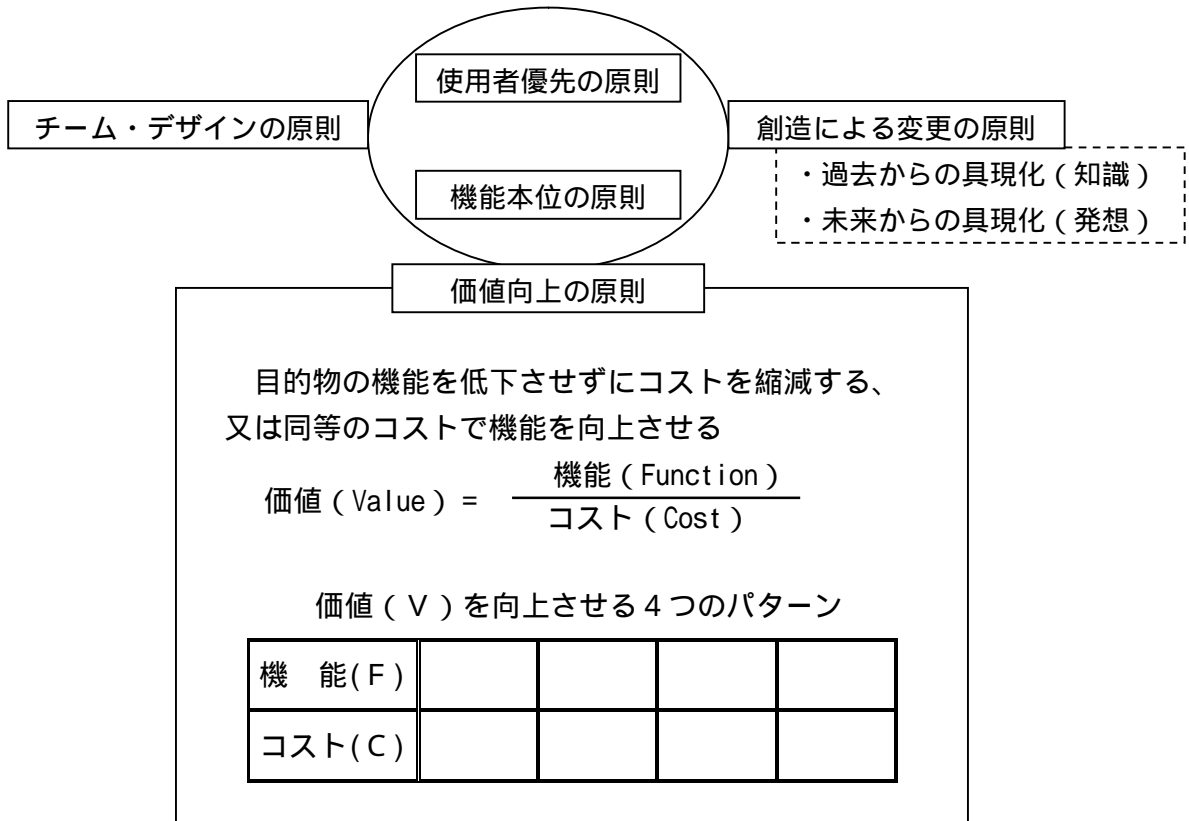 使用者優先の原則
チーム・デザインの原則
創造による変更の原則
・過去からの具現化（知識）
・未来からの具現化（発想）
機能本位の原則
価値向上の原則
目的物の機能を低下させずにコストを縮減する、
又は同等のコストで機能を向上させる
価値（Value）= 機能（Function）
コスト（Cost）
価値（Ｖ）を向上させる４つのパターン
機　能(Ｆ)
コスト(Ｃ)